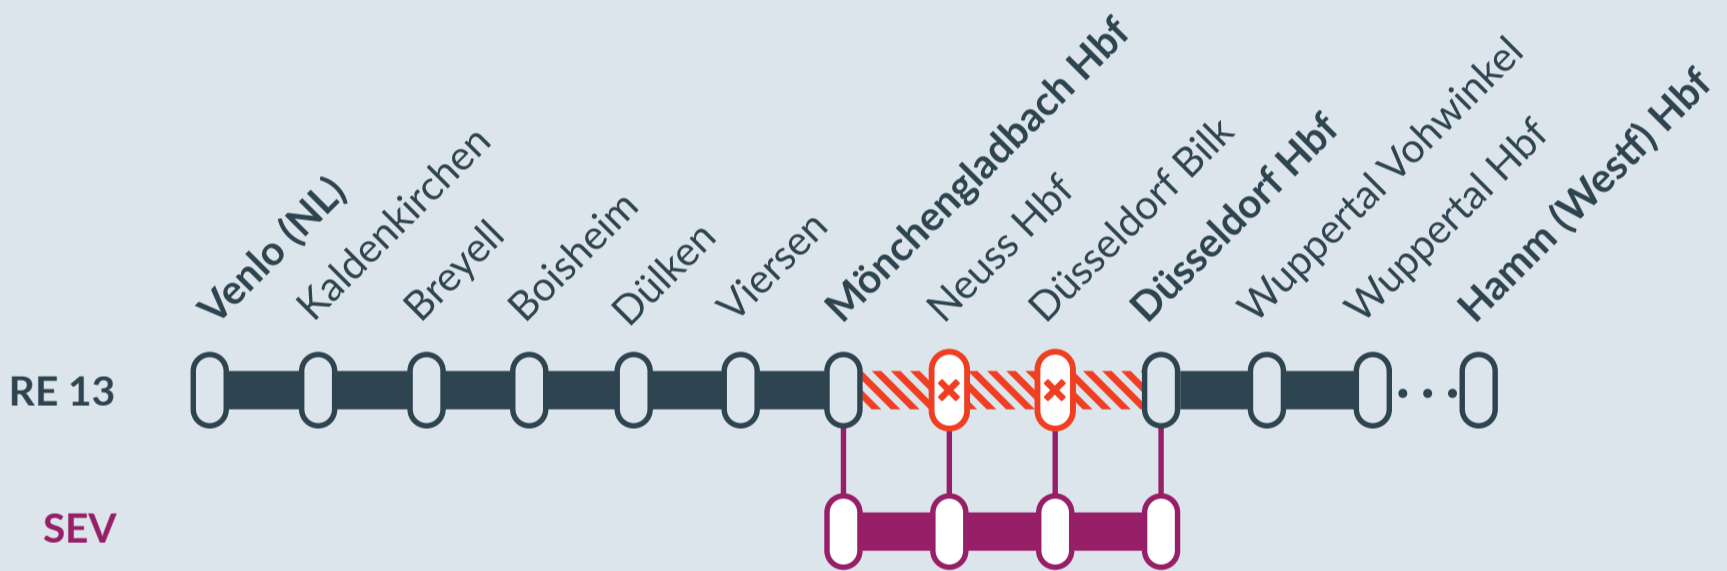 Venlo (NL)
Kaldenkirchen
Breyell
Boisheim
Dülken
Viersen
Mönchengladbach Hbf
Neuss Hbf
Düsseldorf Bilk
Düsseldorf Hbf
Wuppertal Vohwinkel
Wuppertal Hbf
Hamm (Westf) Hbf
RE 13
SEV